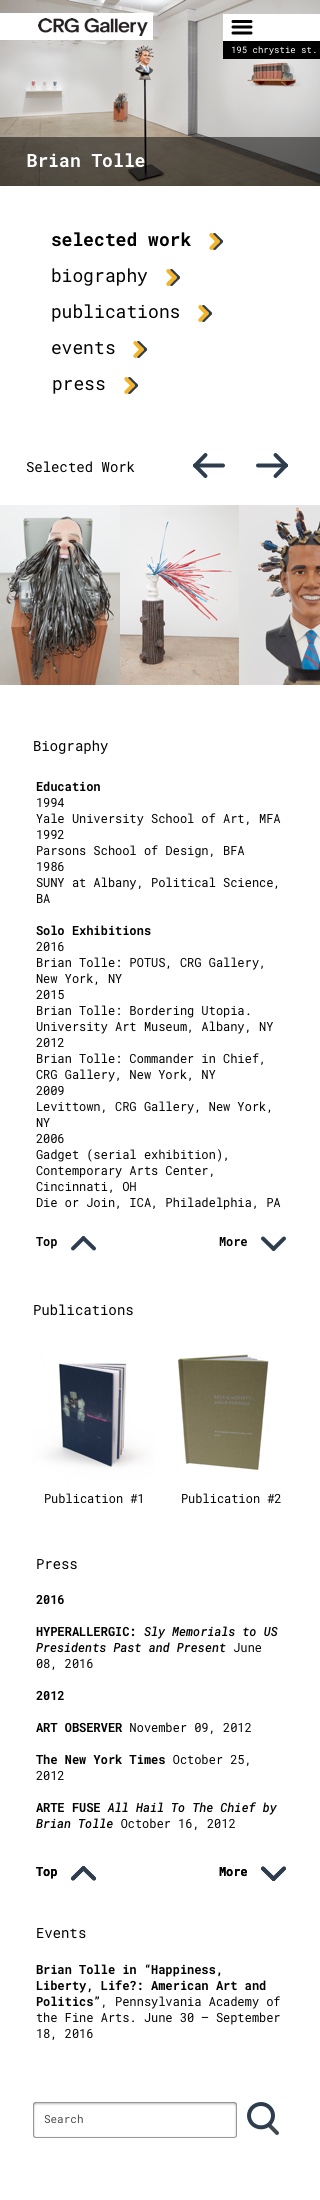 CRG Gallery
195 chrystie st.
Brian Tolle
selected work
biography
publications
events
press
Selected Work
Biography
Education
1994
Yale University School of Art, MFA
1992
Parsons School of Design, BFA
1986
SUNY at Albany, Political Science,
BA
Solo Exhibitions
2016
Brian Tolle: POTUS, CRG Gallery,
New York, NY
2015
Brian Tolle: Bordering Utopia.
University Art Museum, Albany, NY
2012
Brian Tolle: Commander in Chief,
CRG Gallery, New York, NY
2009
Levittown, CRG Gallery, New York,
NY
2006
Gadget (serial exhibition),
Contemporary Arts Center,
Cincinnati, OH
Die or Join, ICA, Philadelphia, PA
Top More
Publications
Publication #1 Publication #2
Press
2016
HYPERALLERGIC: Sly Memorials to US
Presidents Past and Present June
08, 2016
2012
ART OBSERVER November 09, 2012
The New York Times October 25,
2012
ARTE FUSE All Hail To The Chief by
Brian Tolle October 16, 2012
Top More
Events
Brian Tolle in “Happiness,
Liberty, Life?: American Art and
Politics”, Pennsylvania Academy of
the Fine Arts. June 30 – September
18, 2016
Search